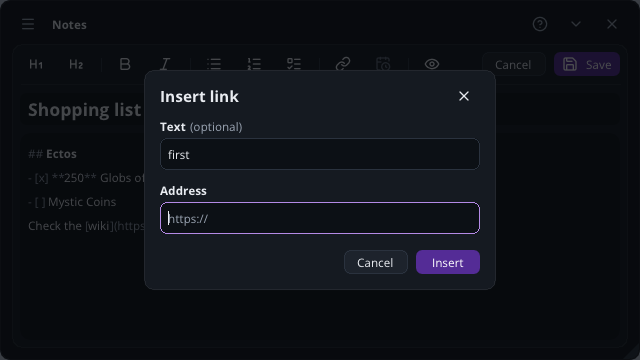 Notes
H1 H2 B I Cancel Save
Shopping list
## Ectos
- [x] **250** Globs of
- [ ] Mystic Coins
Check the [wiki](https
Insert link
Text (optional)
first
Address
https://
Cancel Insert